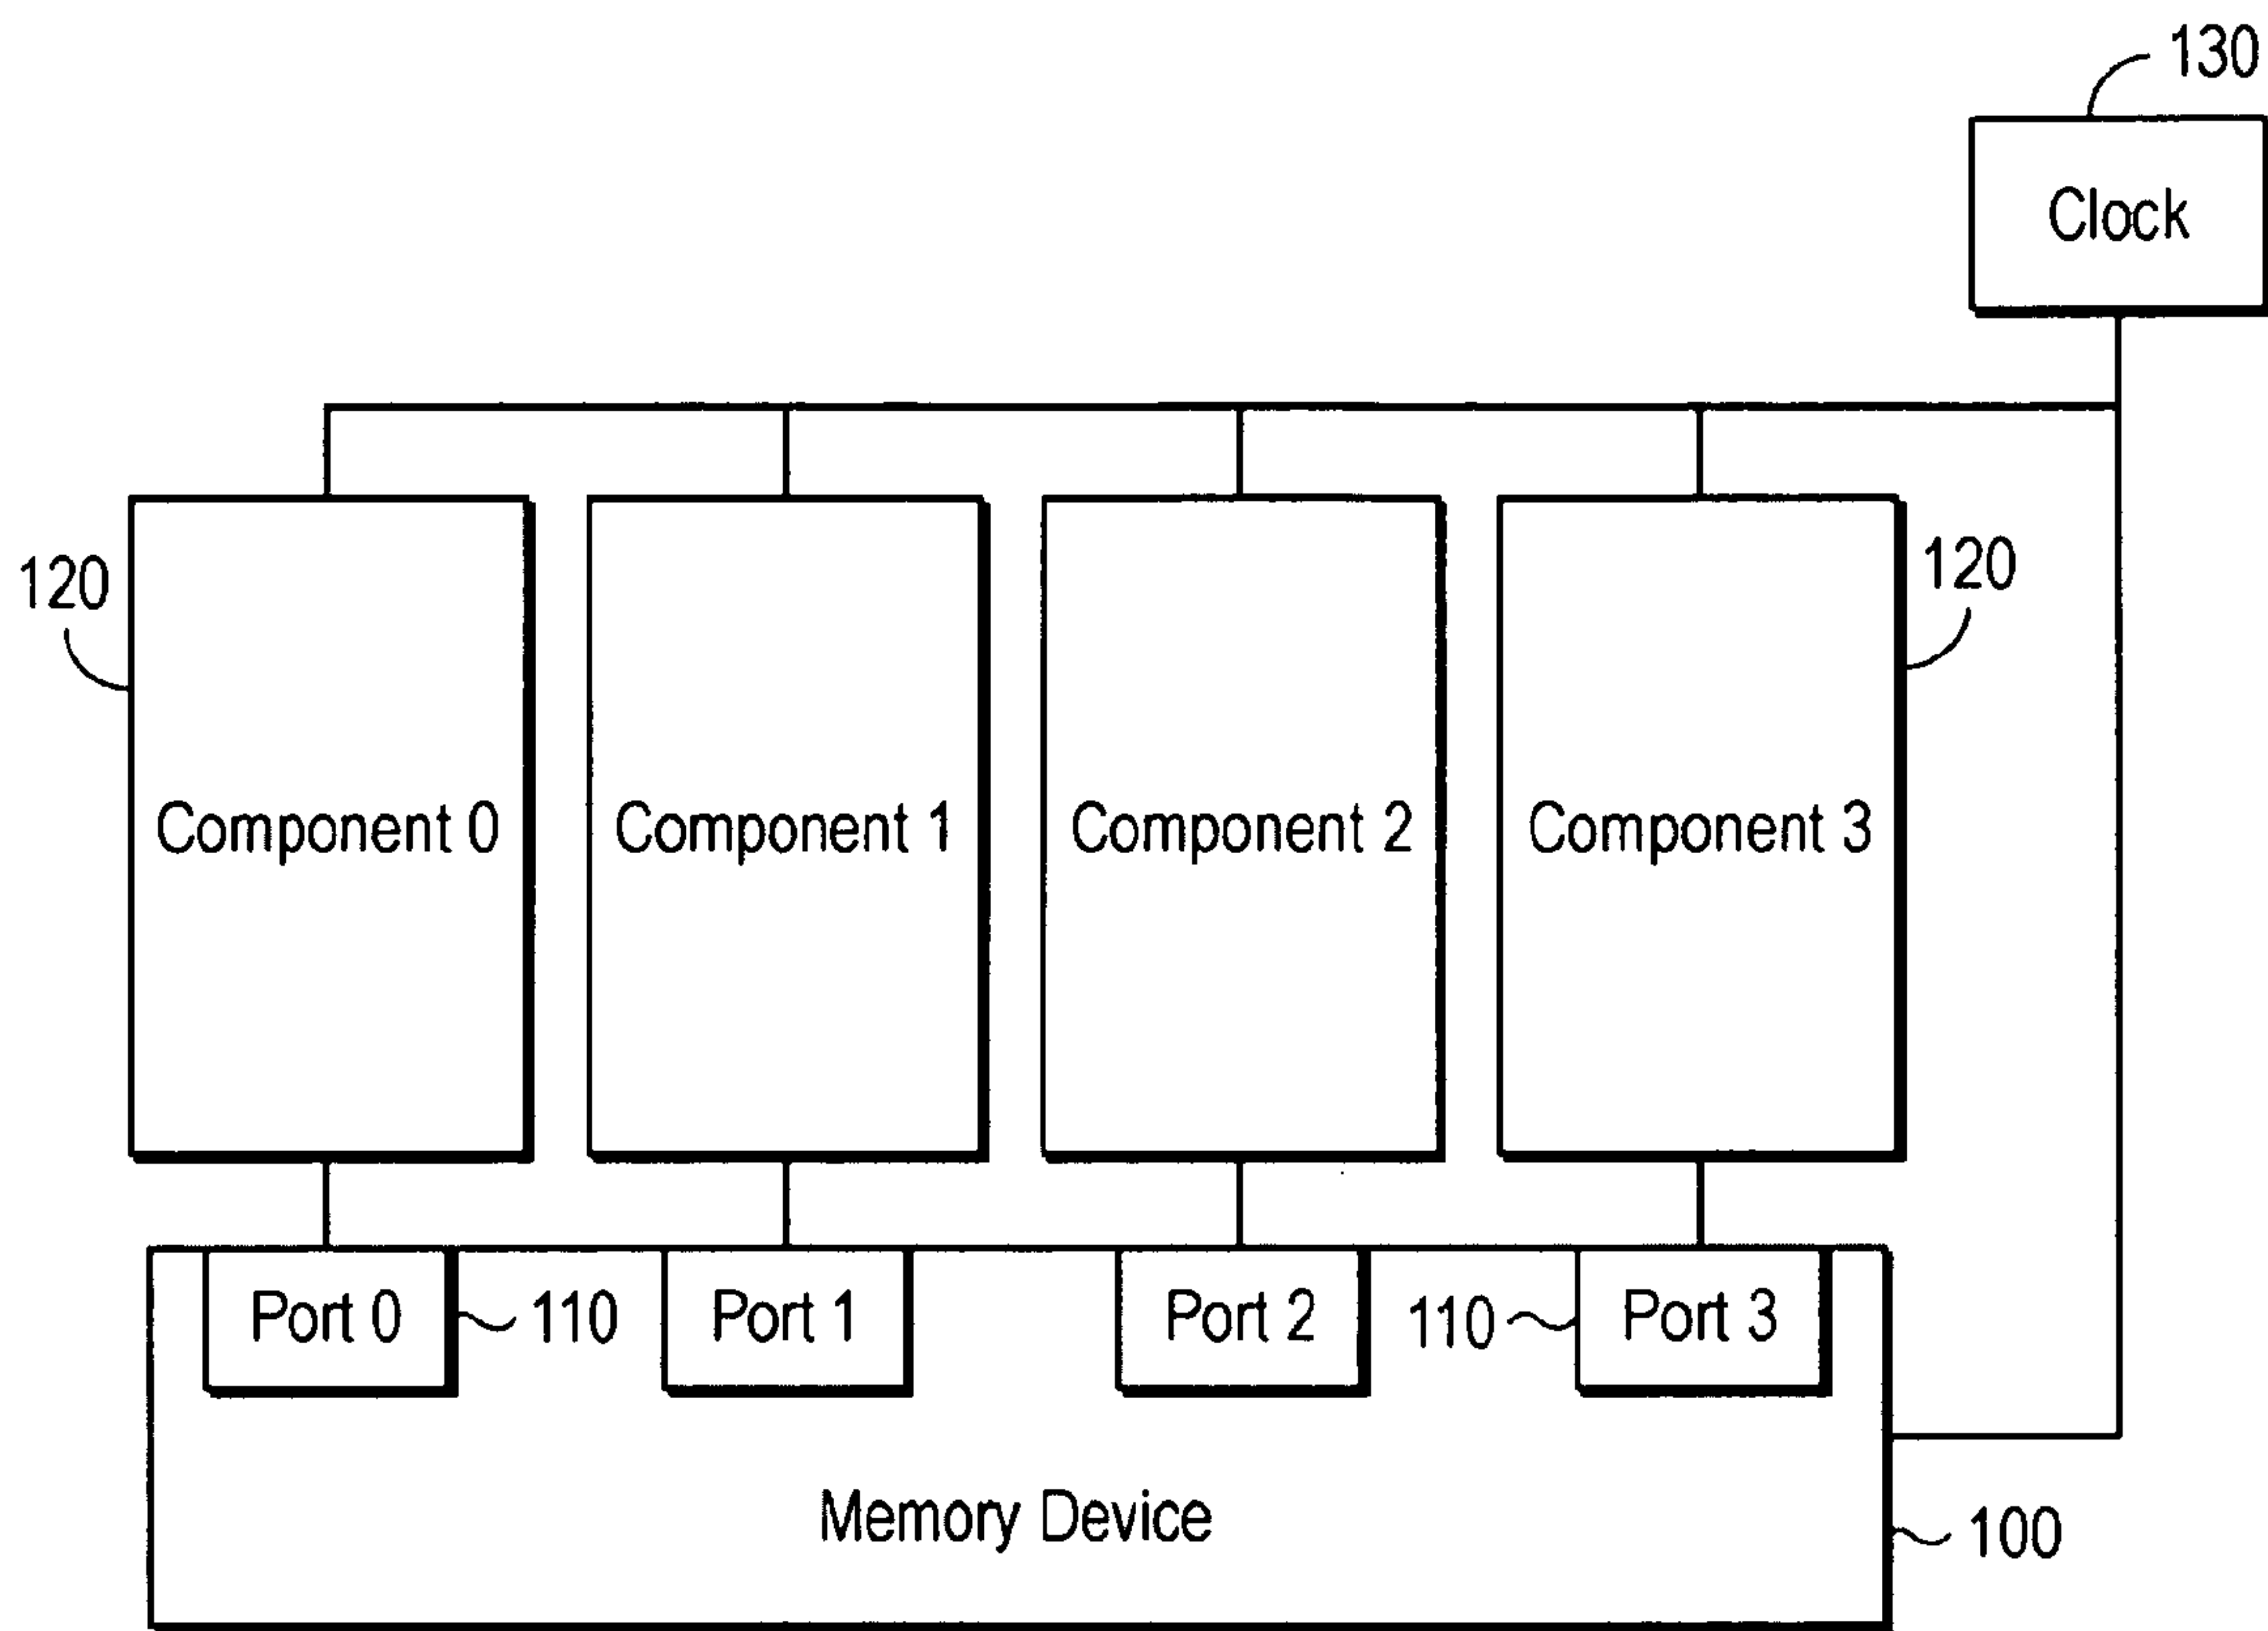 130
Clock
120
120
Component 0
Component 1
Component 2
Component 3
Port 0
110
Port 1
Port 2
110
Port 3
Memory Device
100